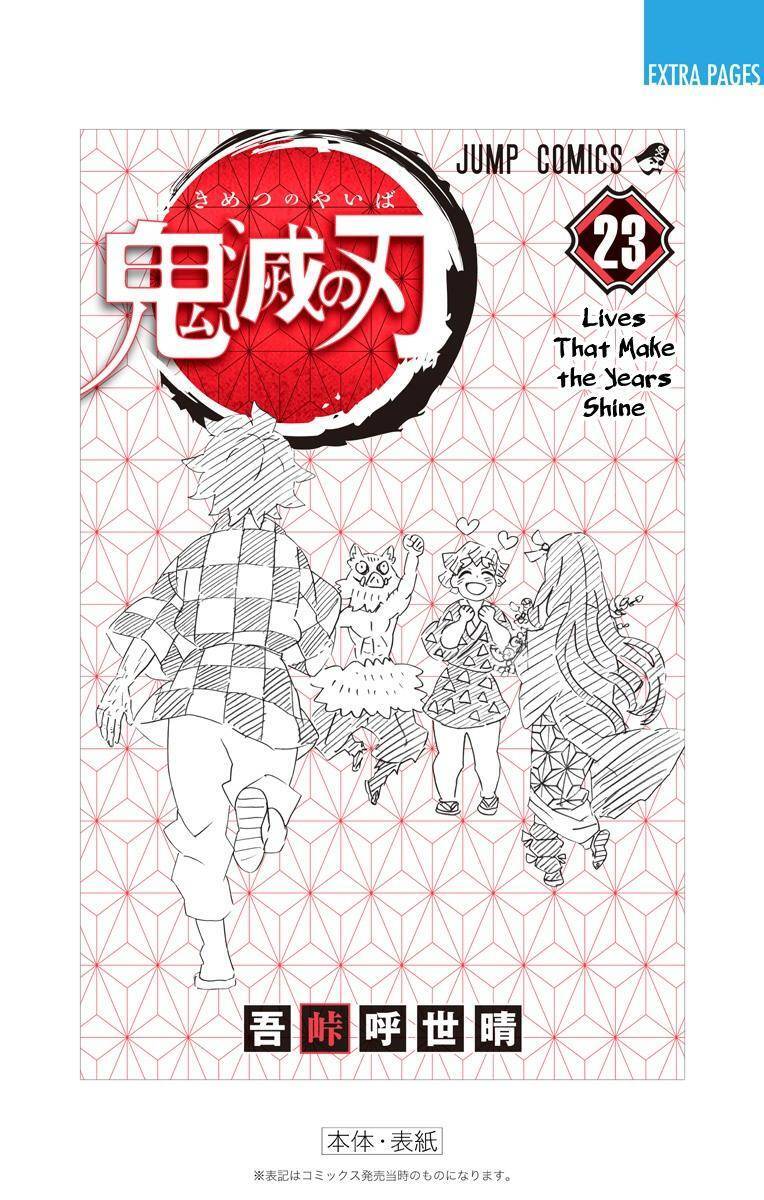 EXTRA PAGES
JUMP COMICS
きめつのやいば
鬼滅の刃
23
Lives
That Make
the Years
Shine
吾峠呼世晴
本体・表紙
※表記はコミックス発売当時のものになります。